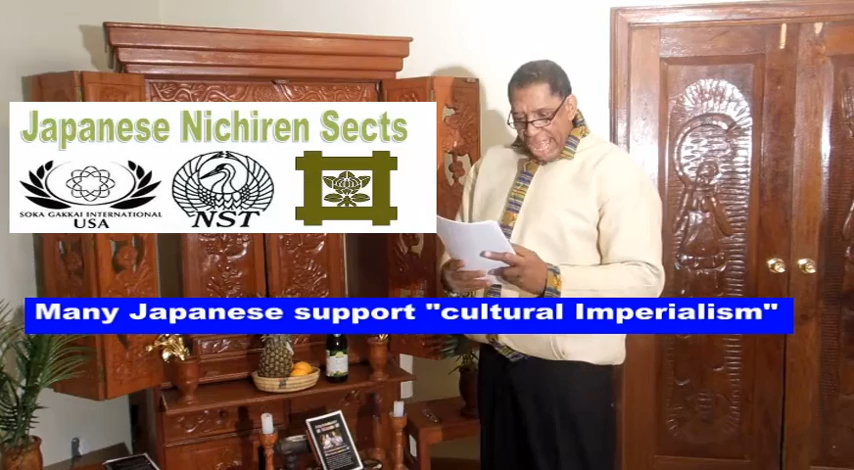 Japanese Nichiren Sects
SOKA GAKKAI INTERNATIONAL
USA
NST
Many Japanese support "cultural Imperialism"